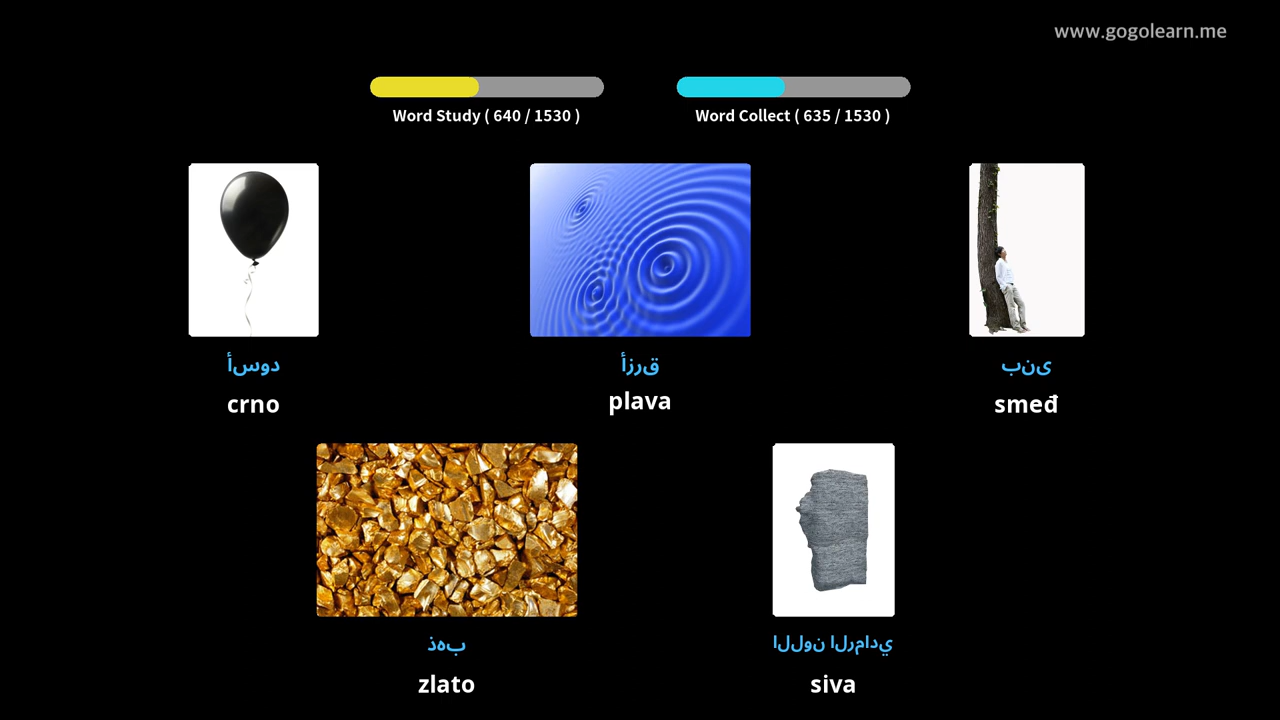 www.gogolearn.me
Word Study ( 640 / 1530 )
Word Collect ( 635 / 1530 )
أسود
crno
أزرق
plava
بنى
smeđ
ذهب
zlato
اللون الرمادي
siva